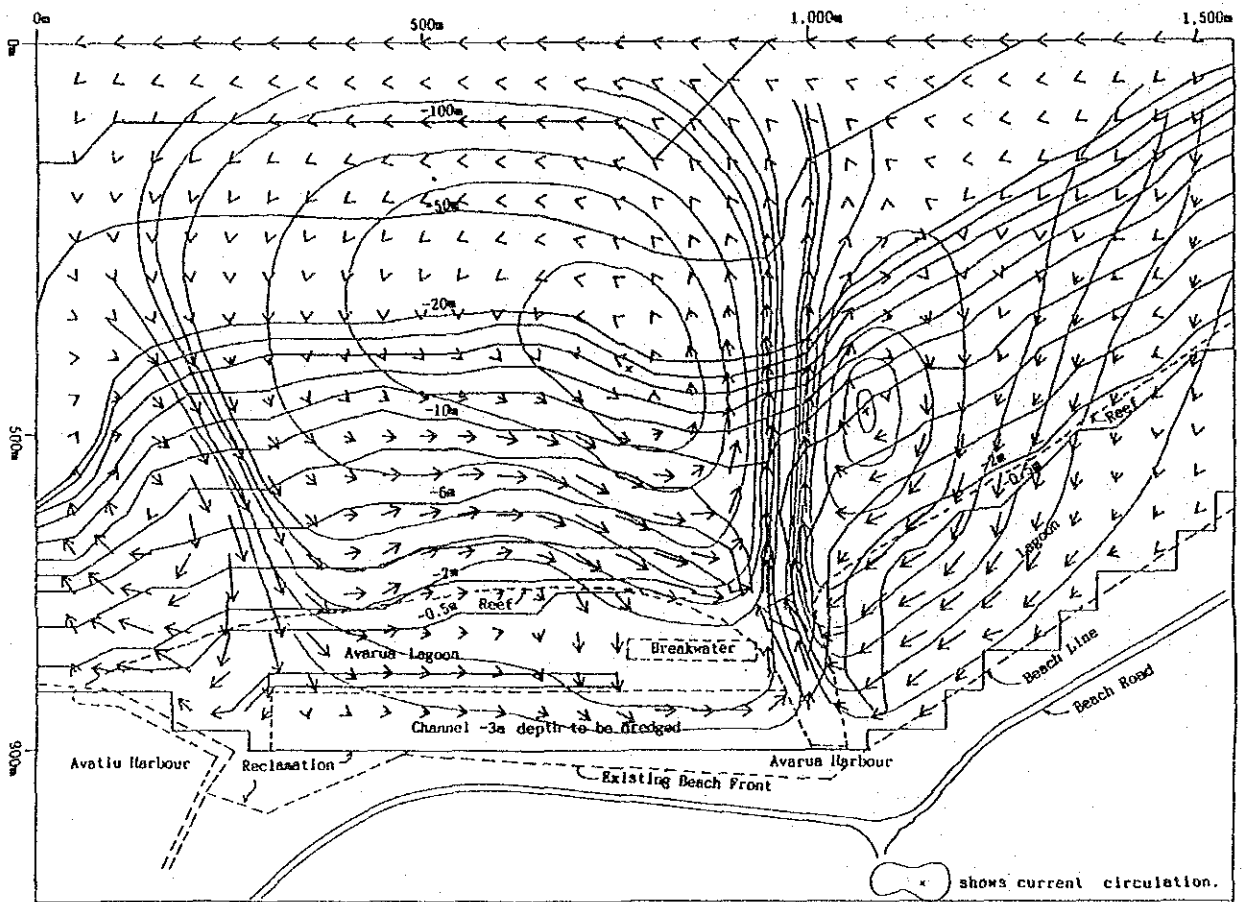 0m
500m
1,000m
1,500m
0m
-100m
-50m
-20m
-10m
500m
Reef
-2m
-0.5m
-6m
Lagoon
-2m
Reef
-0.5m
Avarua Lagoon
Breakwater
Beach Line
Beach Road
Channel -3m depth to be dredged
900m
Avatiu Harbour
Reclamation
Existing Beach Front
Avarua Harbour
shows current circulation.